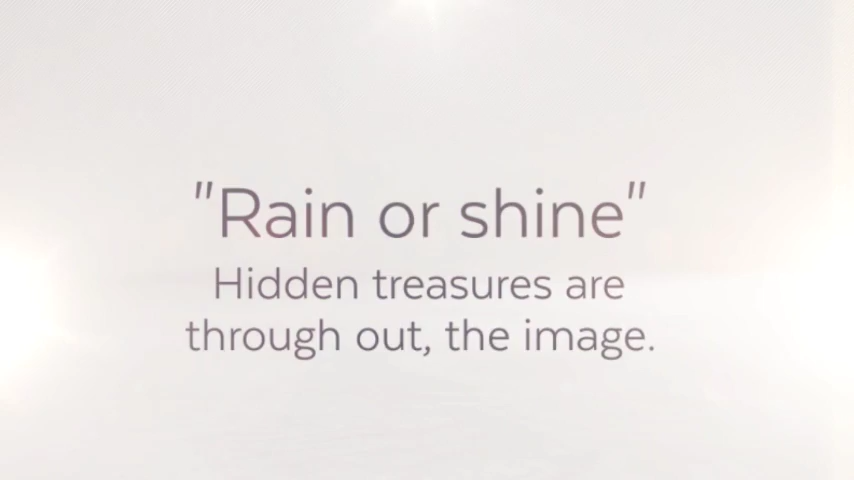 "Rain or shine"
Hidden treasures are
through out, the image.